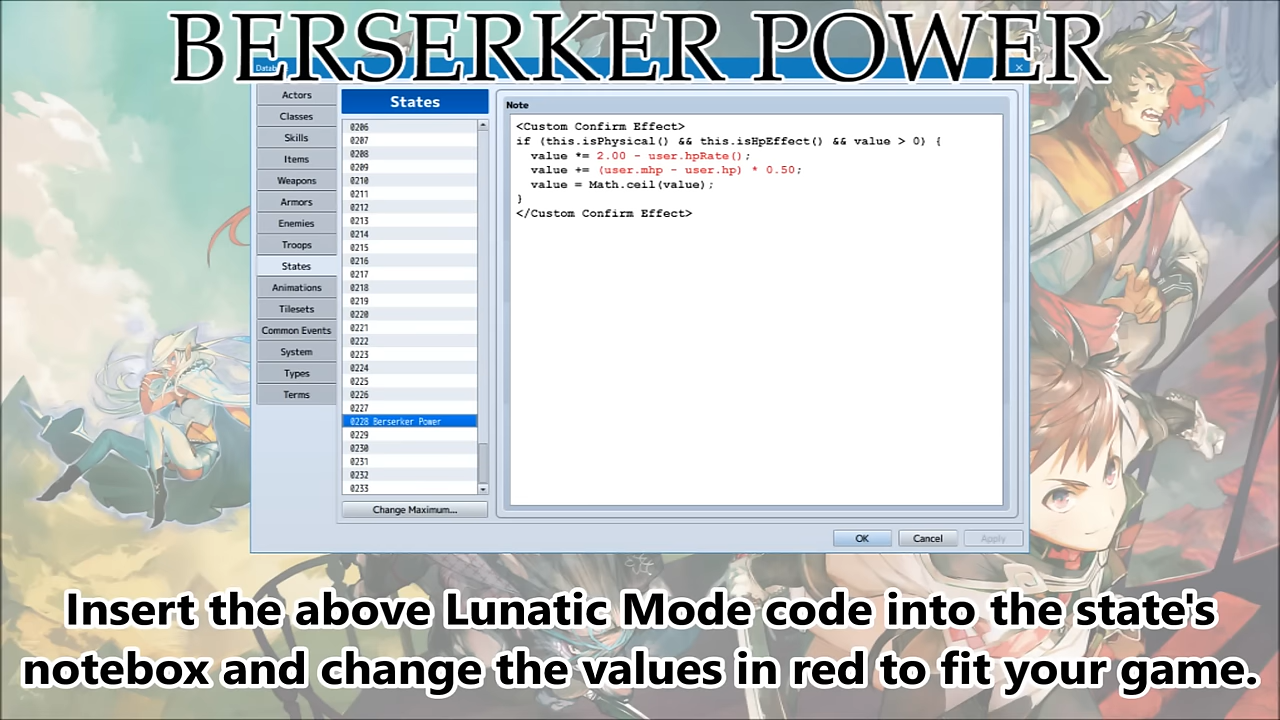 BERSERKER POWER
Datab
Actors
Classes
Skills
Items
Weapons
Armors
Enemies
Troops
States
Animations
Tilesets
Common Events
System
Types
Terms
States
0206
0207
0208
0209
0210
0211
0212
0213
0214
0215
0216
0217
0218
0219
0220
0221
0222
0223
0224
0225
0226
0227
0228 Berserker Power
0229
0230
0231
0232
0233
Change Maximum...
Note
<Custom Confirm Effect>
if (this.isPhysical() && this.isHpEffect() && value > 0) {
  value *= 2.00 - user.hpRate();
  value += (user.mhp - user.hp) * 0.50;
  value = Math.ceil(value);
}
</Custom Confirm Effect>
OK
Cancel
Apply
Insert the above Lunatic Mode code into the state's
notebox and change the values in red to fit your game.